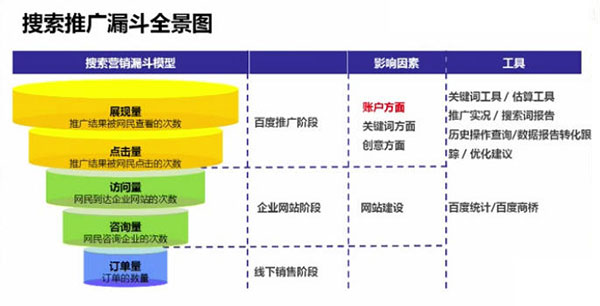 搜索推广漏斗全景图
搜索营销漏斗模型
影响因素
工具
展现量
推广结果被网民查看的次数
点击量
推广结果被网民点击的次数
访问量
网民到达企业网站的次数
咨询量
网民咨询企业的次数
订单量
订单的数量
百度推广阶段
企业网站阶段
线下销售阶段
账户方面
关键词方面
创意方面
网站建设
关键词工具 / 估算工具
推广实况 / 搜索词报告
历史操作查询/数据报告转化跟
踪 / 优化建议
百度统计/百度商桥